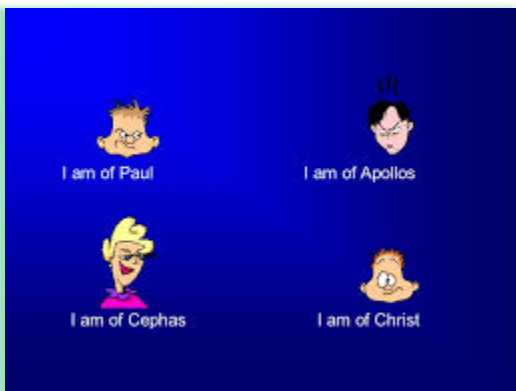 I am of Paul
I am of Apollos
I am of Cephas
I am of Christ